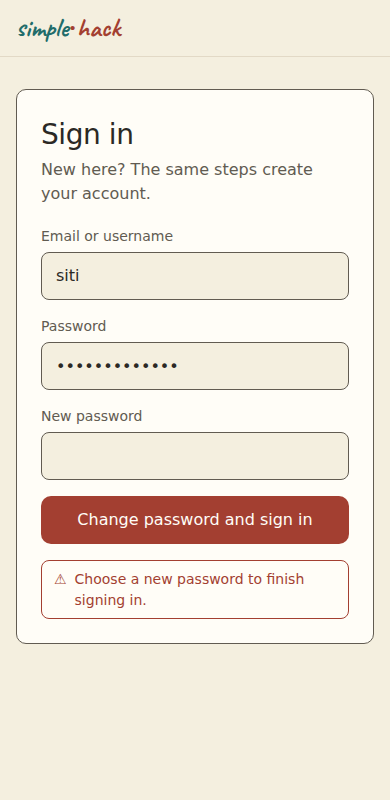 simple·hack
Sign in
New here? The same steps create
your account.
Email or username
siti
Password
•••••••••••••
New password
Change password and sign in
⚠ Choose a new password to finish
signing in.